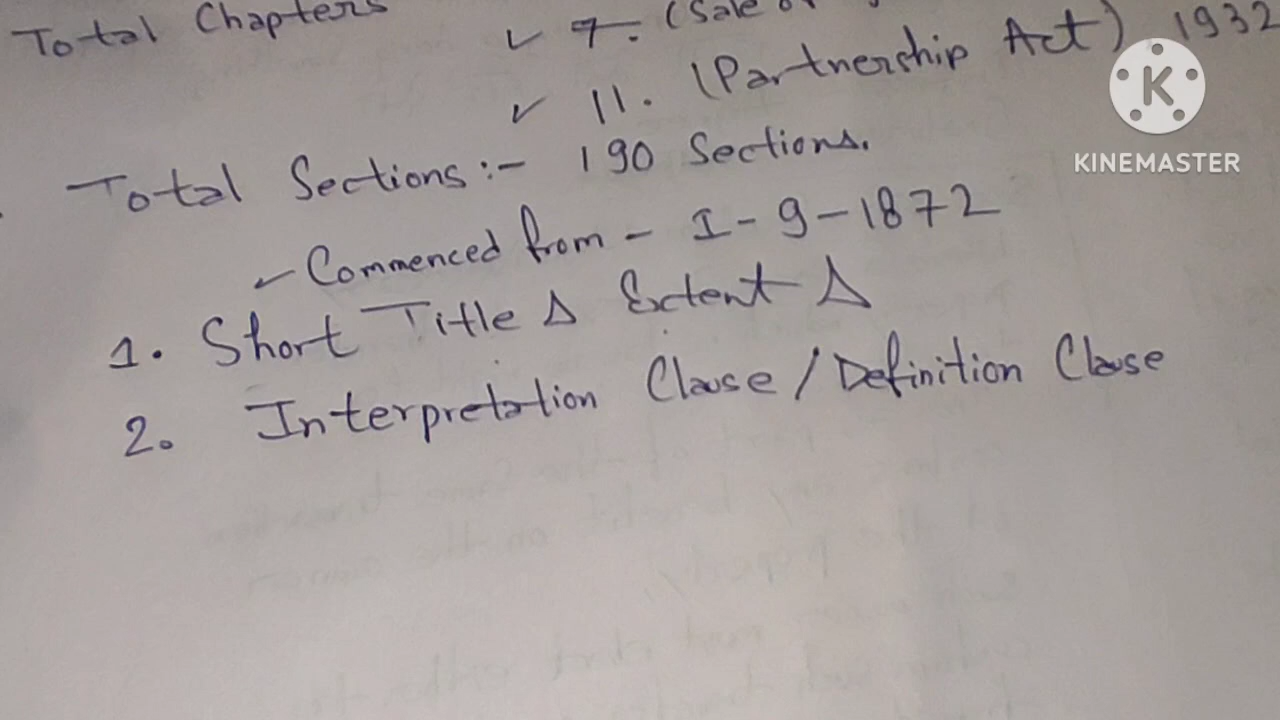 Total Chapters
✓ 7. (Sale of
✓ 11. (Partnership Act) 1932
Total Sections :- 190 Sections.
✓ Commenced from - 1-9-1872
1. Short Title Δ Extent Δ
2. Interpretation Clause / Definition Clause
K
KINEMASTER